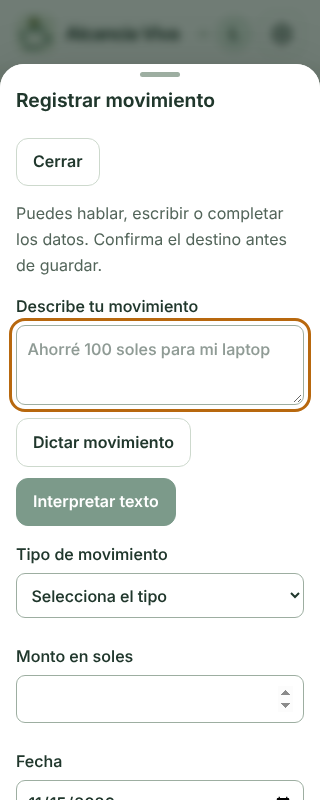 Alcancía Viva
Registrar movimiento
Cerrar
Puedes hablar, escribir o completar
los datos. Confirma el destino antes
de guardar.
Describe tu movimiento
Ahorré 100 soles para mi laptop
Dictar movimiento
Interpretar texto
Tipo de movimiento
Selecciona el tipo
Monto en soles
Fecha